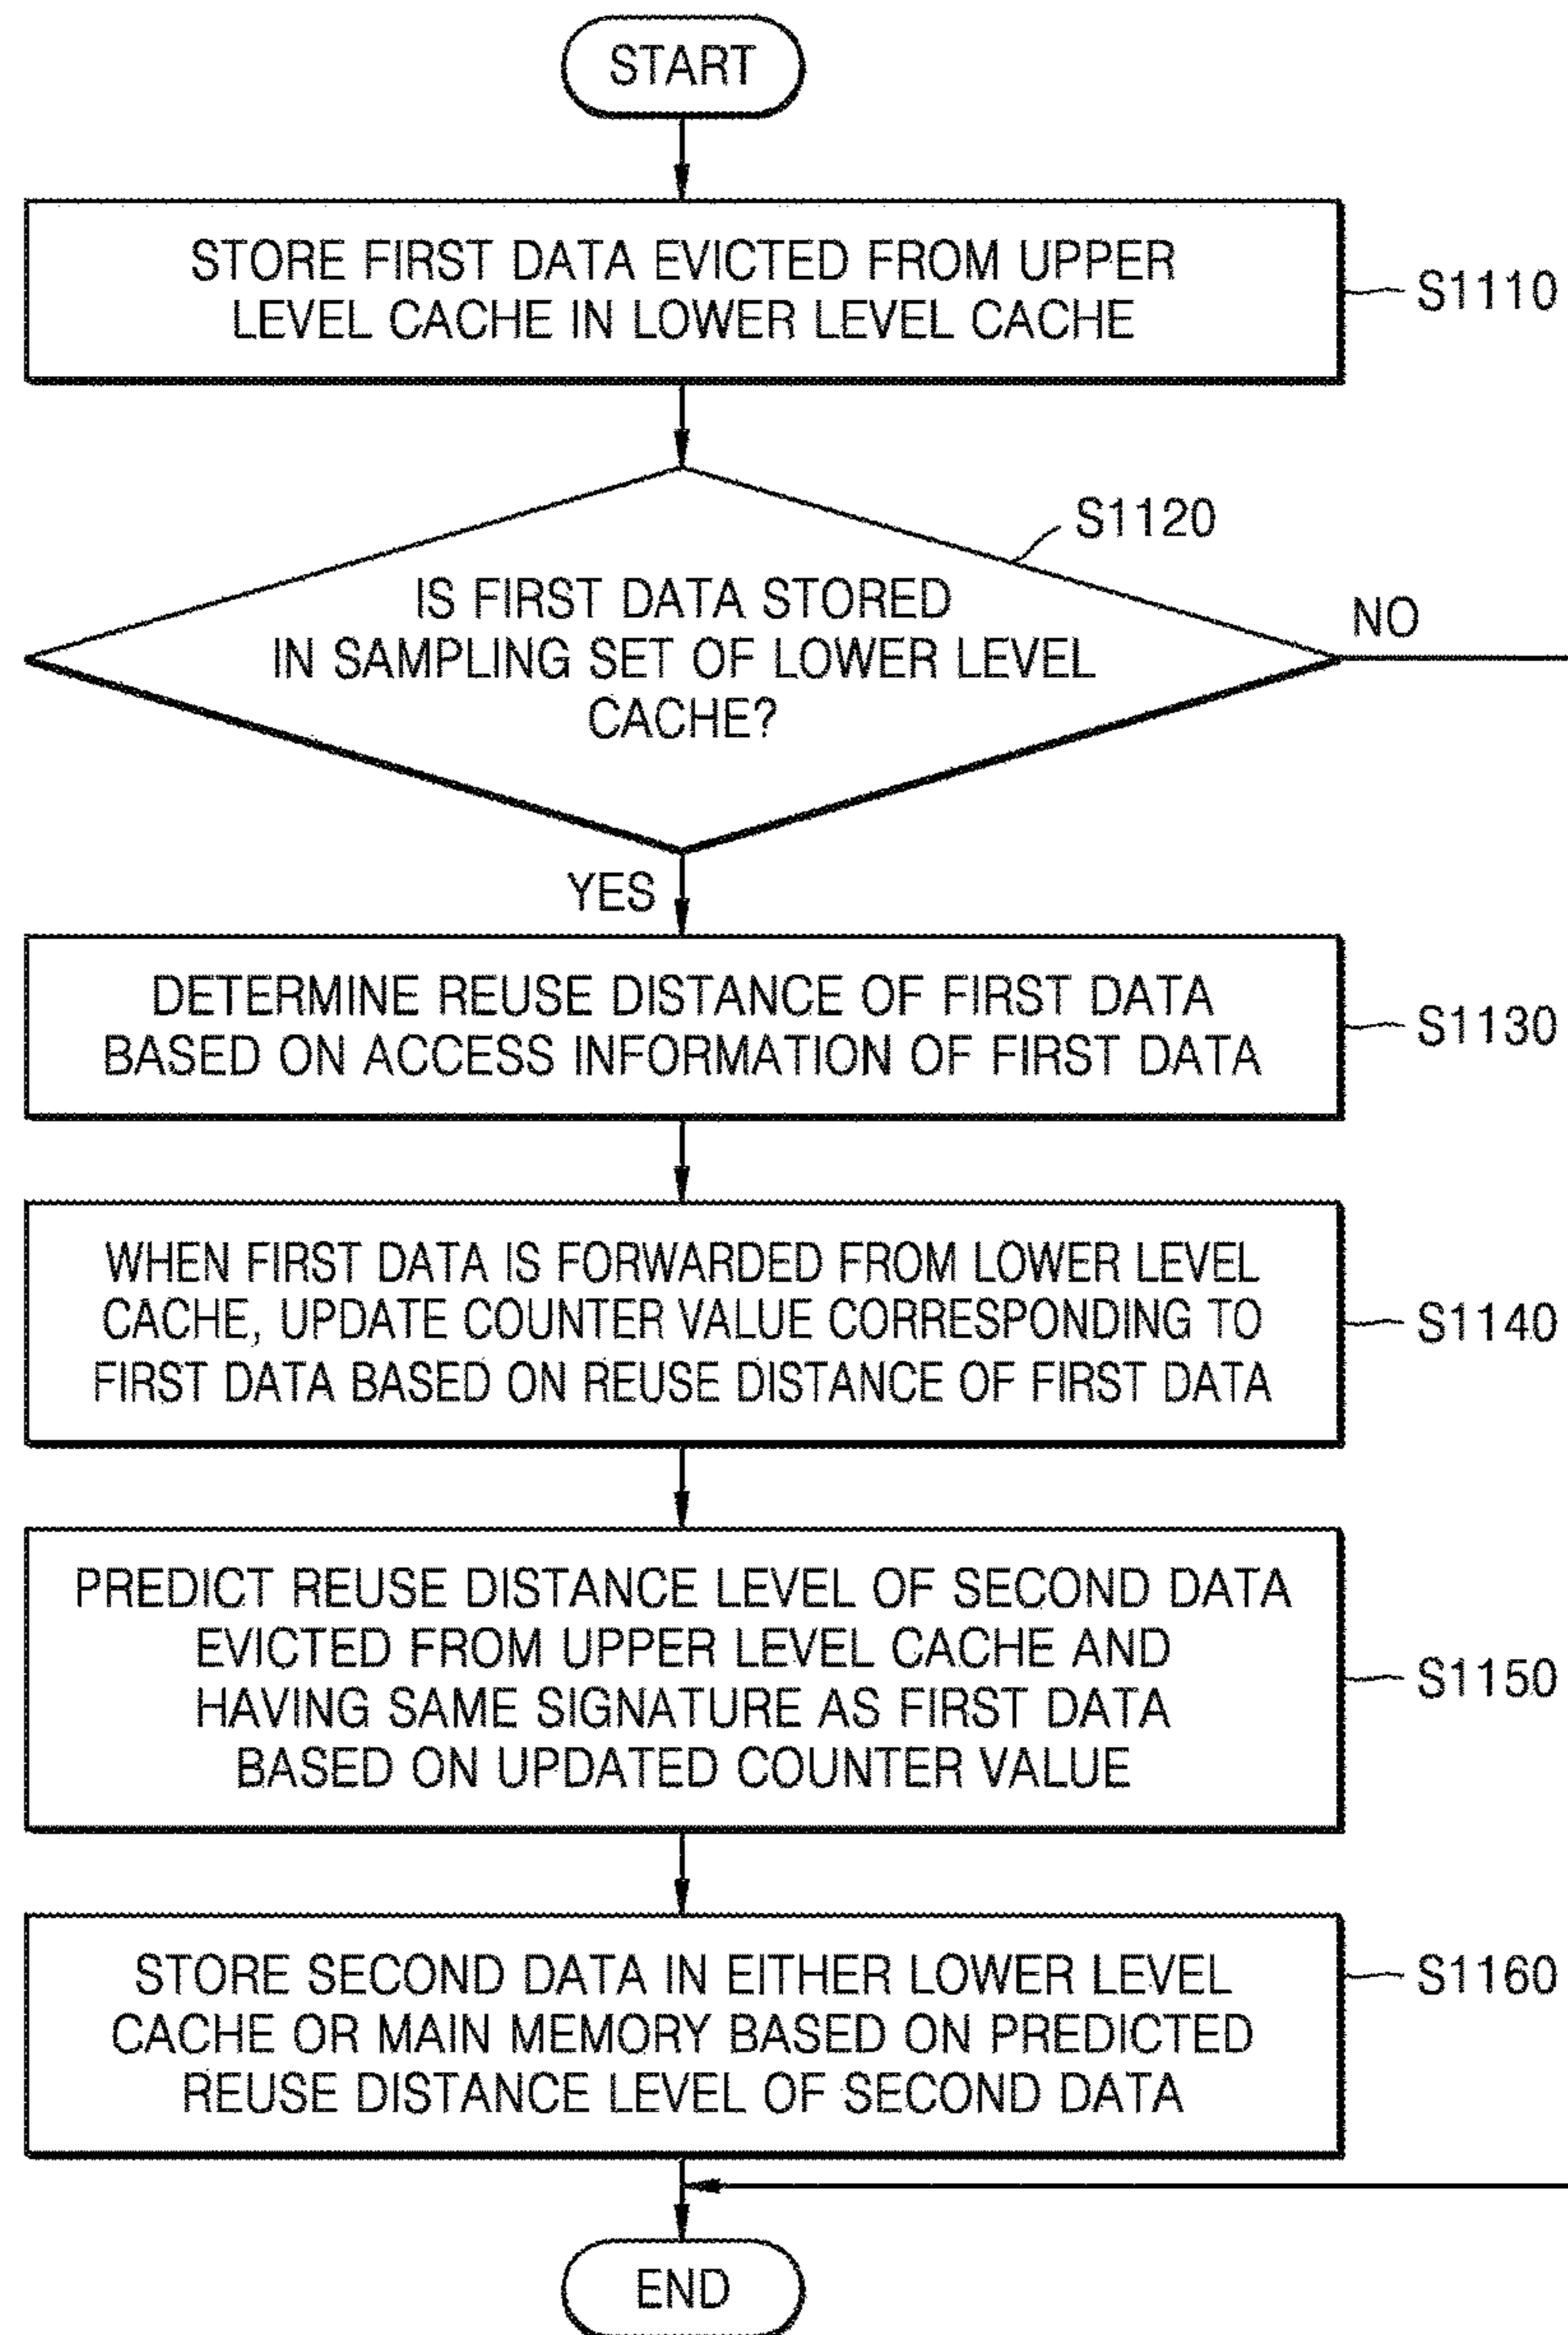 START
STORE FIRST DATA EVICTED FROM UPPER
LEVEL CACHE IN LOWER LEVEL CACHE
S1110
S1120
IS FIRST DATA STORED
IN SAMPLING SET OF LOWER LEVEL
CACHE?
NO
YES
DETERMINE REUSE DISTANCE OF FIRST DATA
BASED ON ACCESS INFORMATION OF FIRST DATA
S1130
WHEN FIRST DATA IS FORWARDED FROM LOWER LEVEL
CACHE, UPDATE COUNTER VALUE CORRESPONDING TO
FIRST DATA BASED ON REUSE DISTANCE OF FIRST DATA
S1140
PREDICT REUSE DISTANCE LEVEL OF SECOND DATA
EVICTED FROM UPPER LEVEL CACHE AND
HAVING SAME SIGNATURE AS FIRST DATA
BASED ON UPDATED COUNTER VALUE
S1150
STORE SECOND DATA IN EITHER LOWER LEVEL
CACHE OR MAIN MEMORY BASED ON PREDICTED
REUSE DISTANCE LEVEL OF SECOND DATA
S1160
END